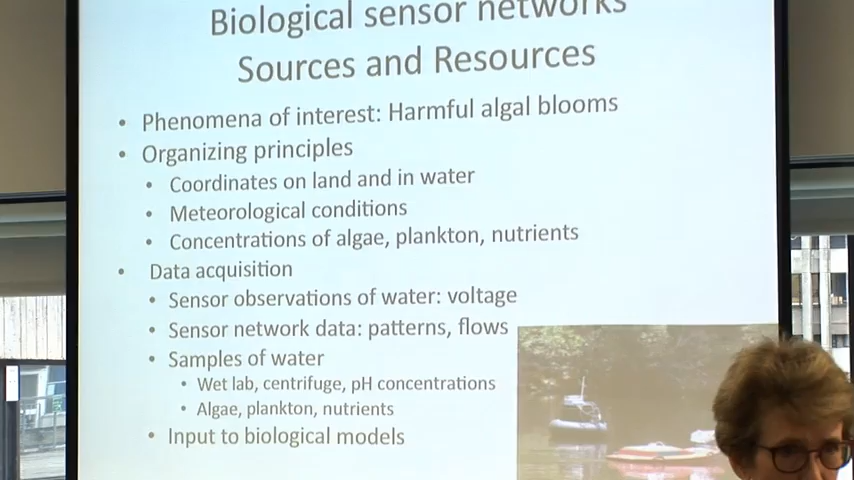 Biological sensor networks
Sources and Resources
• Phenomena of interest: Harmful algal blooms
• Organizing principles
• Coordinates on land and in water
• Meteorological conditions
• Concentrations of algae, plankton, nutrients
• Data acquisition
• Sensor observations of water: voltage
• Sensor network data: patterns, flows
• Samples of water
• Wet lab, centrifuge, pH concentrations
• Algae, plankton, nutrients
• Input to biological models